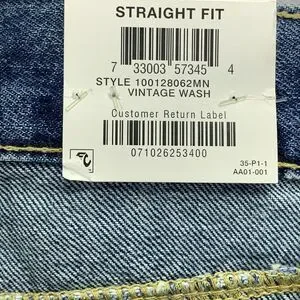 STRAIGHT FIT
7 33003 57345 4
STYLE 100128062MN
VINTAGE WASH
Customer Return Label
071026253400
35-P1-1
AA01-001